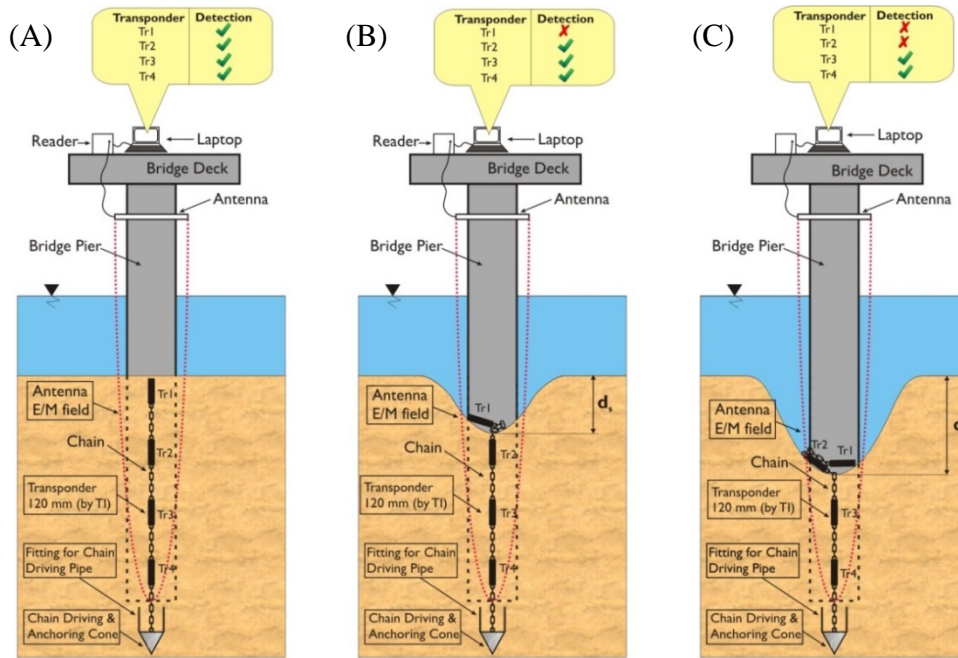 (A)
Transponder Detection
Tr1
Tr2
Tr3
Tr4
Reader
Laptop
Bridge Deck
Antenna
Bridge Pier
Antenna
E/M field
Tr1
Chain
Tr2
Transponder
120 mm (by TI)
Tr3
Fitting for Chain
Driving Pipe
Tr4
Chain Driving &
Anchoring Cone
(B)
Transponder Detection
Tr1
Tr2
Tr3
Tr4
Reader
Laptop
Bridge Deck
Antenna
Bridge Pier
Antenna
E/M field
Tr1
ds
Chain
Tr2
Transponder
120 mm (by TI)
Tr3
Fitting for Chain
Driving Pipe
Tr4
Chain Driving &
Anchoring Cone
(C)
Transponder Detection
Tr1
Tr2
Tr3
Tr4
Reader
Laptop
Bridge Deck
Antenna
Bridge Pier
Antenna
E/M field
Tr2
Tr1
Chain
Transponder
120 mm (by TI)
Tr3
Fitting for Chain
Driving Pipe
Tr4
Chain Driving &
Anchoring Cone